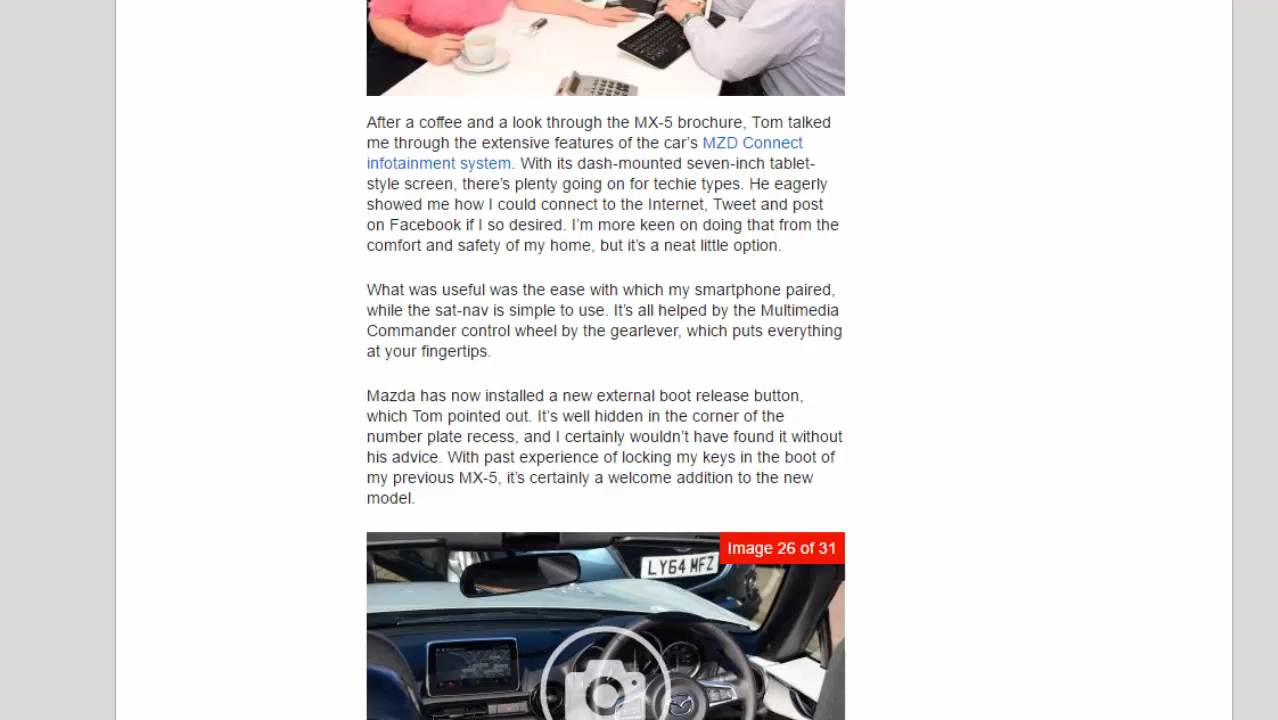 After a coffee and a look through the MX-5 brochure, Tom talked
me through the extensive features of the car's MZD Connect
infotainment system. With its dash-mounted seven-inch tablet-
style screen, there's plenty going on for techie types. He eagerly
showed me how I could connect to the Internet, Tweet and post
on Facebook if I so desired. I'm more keen on doing that from the
comfort and safety of my home, but it's a neat little option.
What was useful was the ease with which my smartphone paired,
while the sat-nav is simple to use. It's all helped by the Multimedia
Commander control wheel by the gearlever, which puts everything
at your fingertips.
Mazda has now installed a new external boot release button,
which Tom pointed out. It's well hidden in the corner of the
number plate recess, and I certainly wouldn't have found it without
his advice. With past experience of locking my keys in the boot of
my previous MX-5, it's certainly a welcome addition to the new
model.
Image 26 of 31
LY64 MFZ